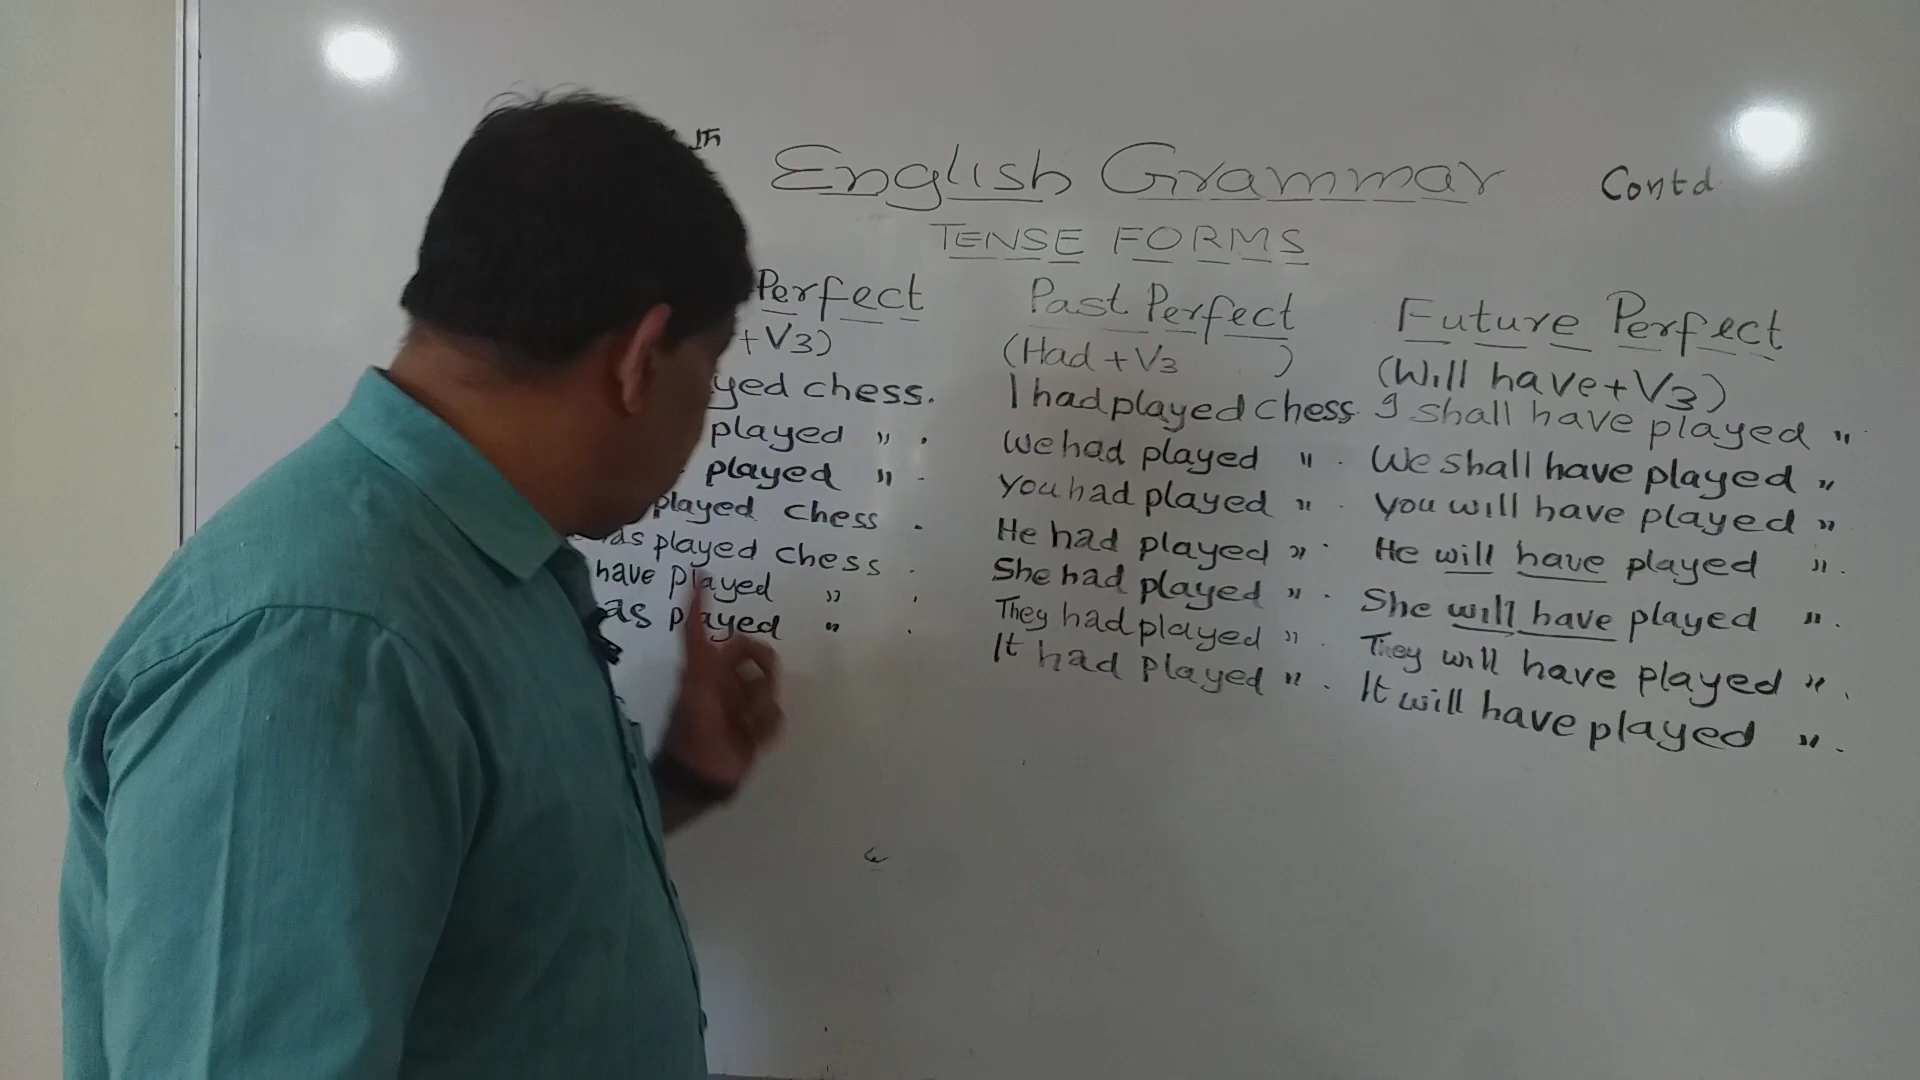 English Grammar Contd
TENSE FORMS
Perfect Past Perfect Future Perfect
+V3) (Had + V3 ) (Will have + V3)
yed chess. I had played chess. I shall have played "
played " . We had played " . We shall have played "
played " . You had played " . You will have played "
played chess . He had played " . He will have played " .
as played chess . She had played " . She will have played " .
have played " . They had played " . They will have played " .
as played " . It had played " . It will have played " .